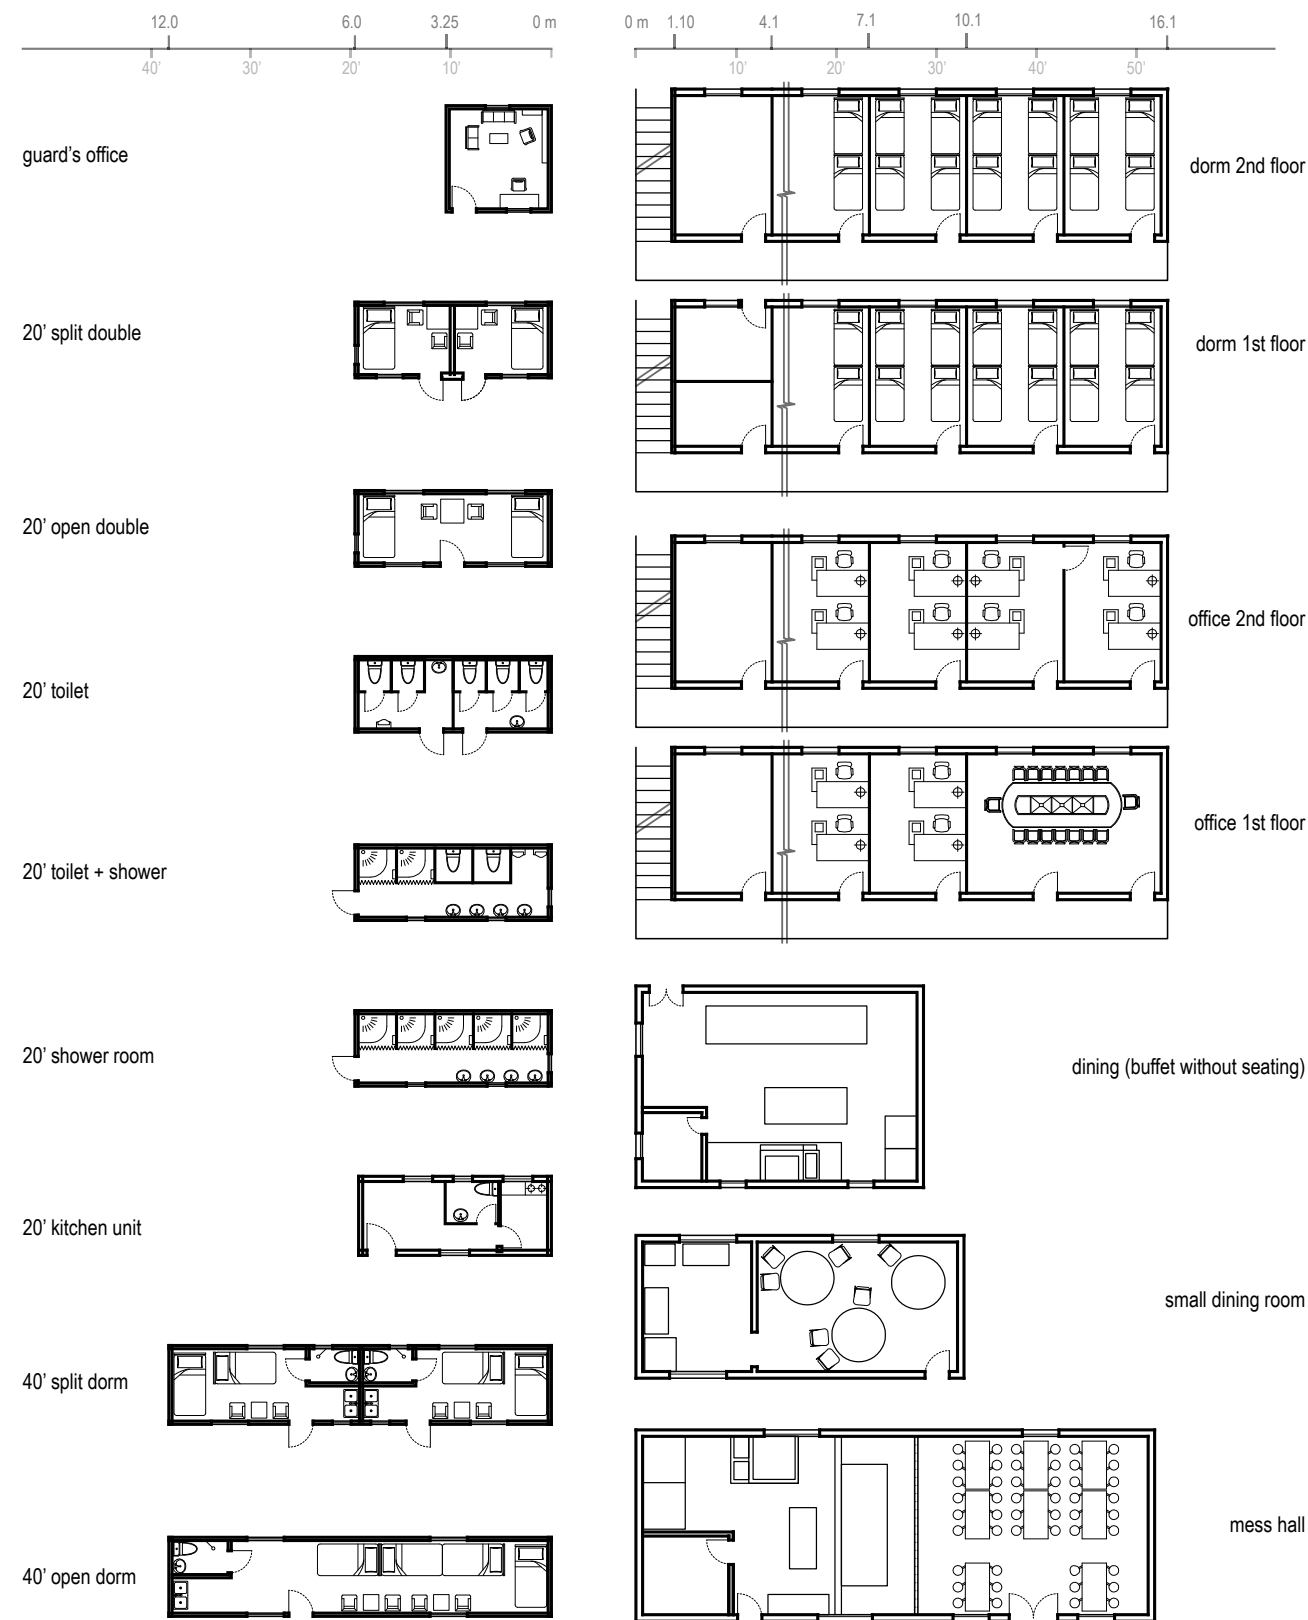 12.0 6.0 3.25 0 m
40’ 30’ 20’ 10’
0 m 1.10 4.1 7.1 10.1 16.1
10’ 20’ 30’ 40’ 50’
guard’s office
20’ split double
20’ open double
20’ toilet
20’ toilet + shower
20’ shower room
20’ kitchen unit
40’ split dorm
40’ open dorm
dorm 2nd floor
dorm 1st floor
office 2nd floor
office 1st floor
dining (buffet without seating)
small dining room
mess hall